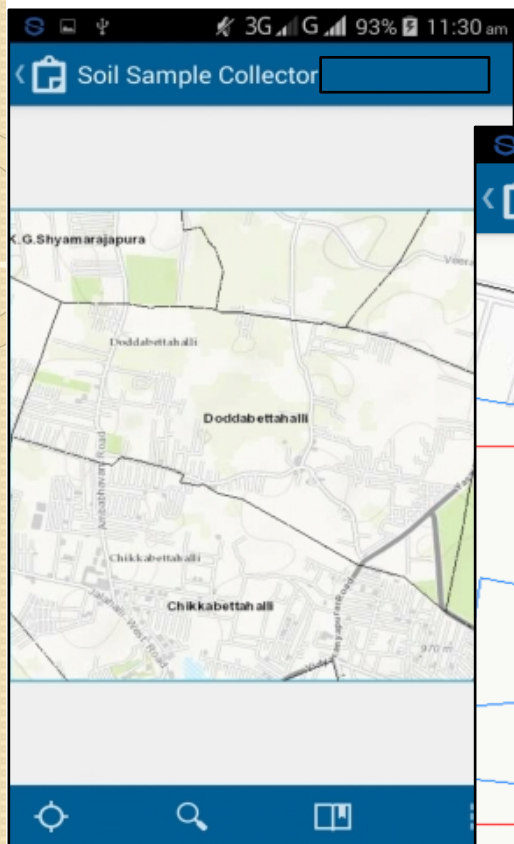 3G G 93% 11:30 am
Soil Sample Collector
K.G.Shyamarajapura
Doddabettahalli
Doddabettahalli
Ambabhavani Road
Chikkabettahalli
Chikkabettahalli
Jalahalli West Road
970 m